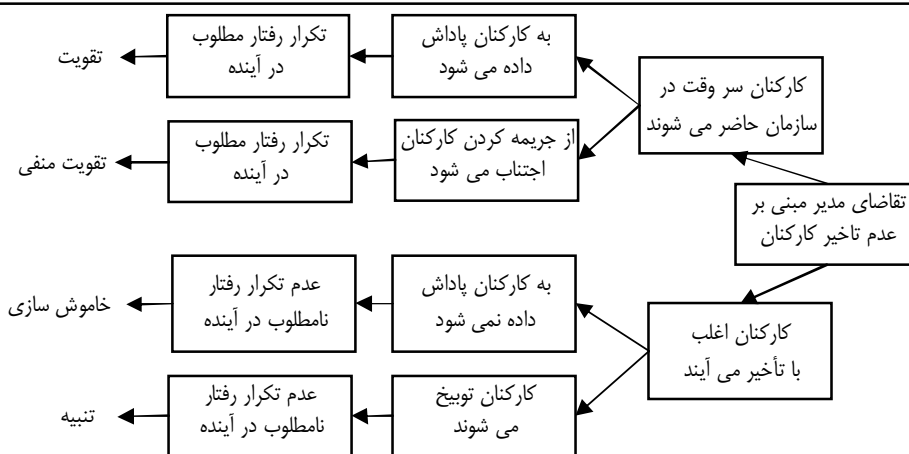 تقاضای مدیر مبنی بر
عدم تاخیر کارکنان
کارکنان سر وقت در
سازمان حاضر می شوند
به کارکنان پاداش
داده می شود
تکرار رفتار مطلوب
در آینده
تقویت
از جریمه کردن کارکنان
اجتناب می شود
تکرار رفتار مطلوب
در آینده
تقویت منفی
کارکنان اغلب
با تأخیر می آیند
به کارکنان پاداش
داده نمی شود
عدم تکرار رفتار
نامطلوب در آینده
خاموش سازی
کارکنان توبیخ
می شوند
عدم تکرار رفتار
نامطلوب در آینده
تنبیه